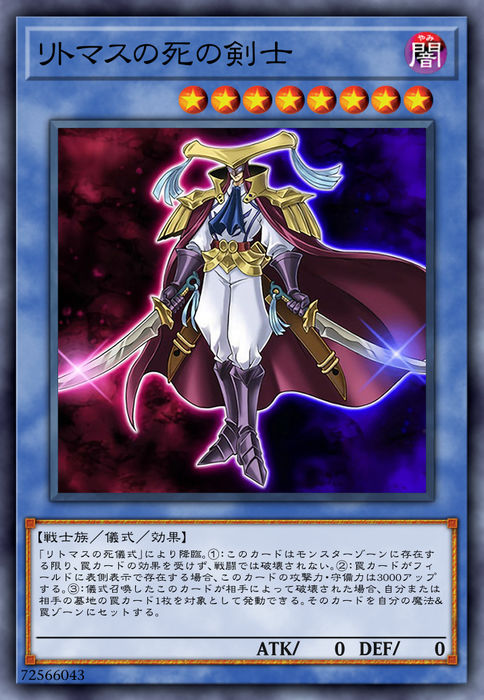 リトマスの死の剣士
やみ
闇
【戦士族／儀式／効果】
「リトマスの死儀式」により降臨。①：このカードはモンスターゾーンに存在す
る限り、罠カードの効果を受けず、戦闘では破壊されない。②：罠カードがフィ
ールドに表側表示で存在する場合、このカードの攻撃力・守備力は3000アップ
する。③：儀式召喚したこのカードが相手によって破壊された場合、自分または
相手の墓地の罠カード1枚を対象として発動できる。そのカードを自分の魔法&
罠ゾーンにセットする。
ATK/ 0 DEF/ 0
72566043